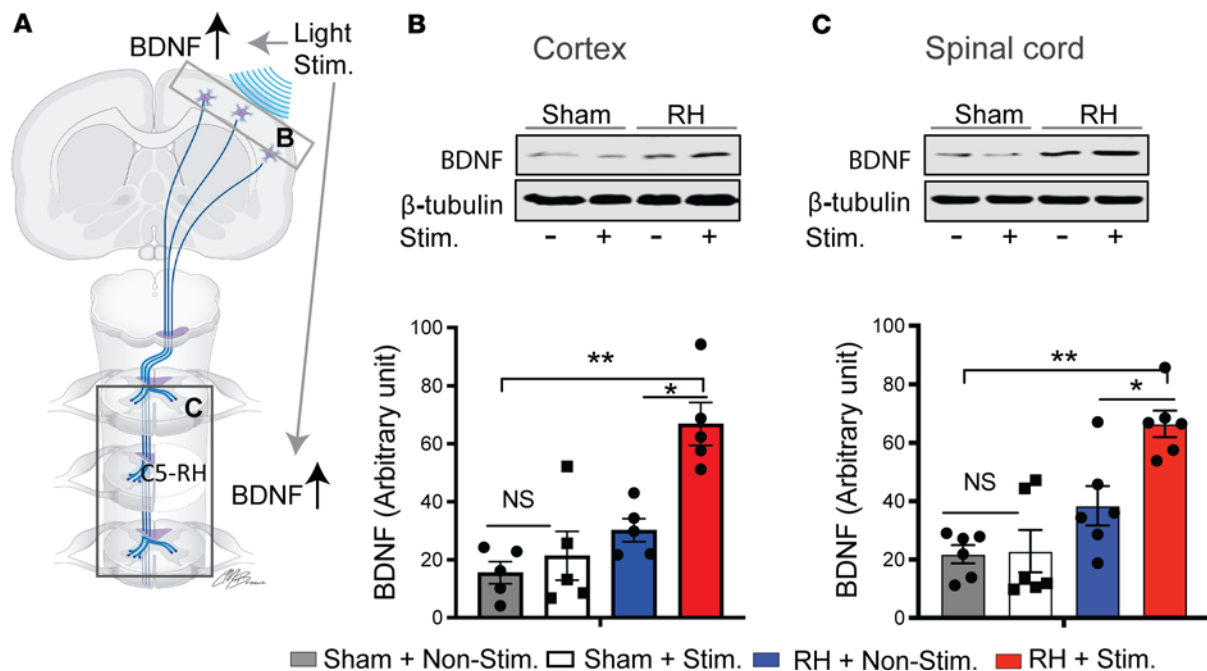 A
BDNF
Light
Stim.
B
C
C5-RH
BDNF
B
Cortex
Sham RH
BDNF
β-tubulin
Stim. - + - +
BDNF (Arbitrary unit)
100
80
60
40
20
0
NS
**
*
C
Spinal cord
Sham RH
BDNF
β-tubulin
Stim. - + - +
BDNF (Arbitrary unit)
100
80
60
40
20
0
NS
**
*
Sham + Non-Stim. Sham + Stim. RH + Non-Stim. RH + Stim.